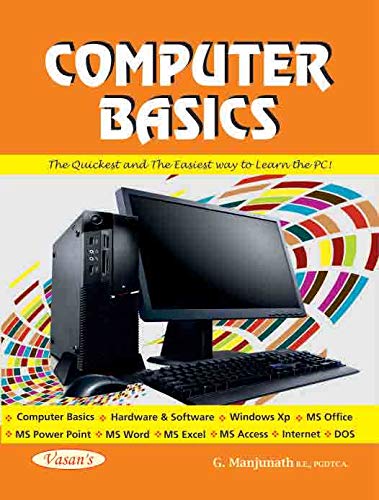 COMPUTER
BASICS
The Quickest and The Easiest way to Learn the PC!
❖ Computer Basics ❖ Hardware & Software ❖ Windows Xp ❖ MS Office
❖ MS Power Point ❖ MS Word ❖ MS Excel ❖ MS Access ❖ Internet ❖ DOS
Vasan's
G. Manjunath B.E., PGDTCA.